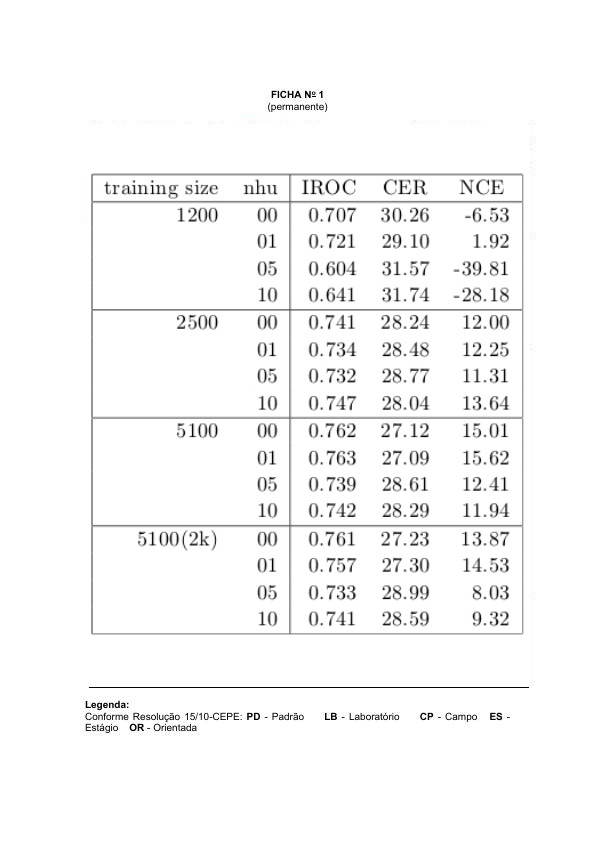 FICHA Nº 1
(permanente)
training size nhu IROC CER NCE
1200 00 0.707 30.26 -6.53
01 0.721 29.10 1.92
05 0.604 31.57 -39.81
10 0.641 31.74 -28.18
2500 00 0.741 28.24 12.00
01 0.734 28.48 12.25
05 0.732 28.77 11.31
10 0.747 28.04 13.64
5100 00 0.762 27.12 15.01
01 0.763 27.09 15.62
05 0.739 28.61 12.41
10 0.742 28.29 11.94
5100(2k) 00 0.761 27.23 13.87
01 0.757 27.30 14.53
05 0.733 28.99 8.03
10 0.741 28.59 9.32
Legenda:
Conforme Resolução 15/10-CEPE: PD - Padrão LB - Laboratório CP - Campo ES -
Estágio OR - Orientada